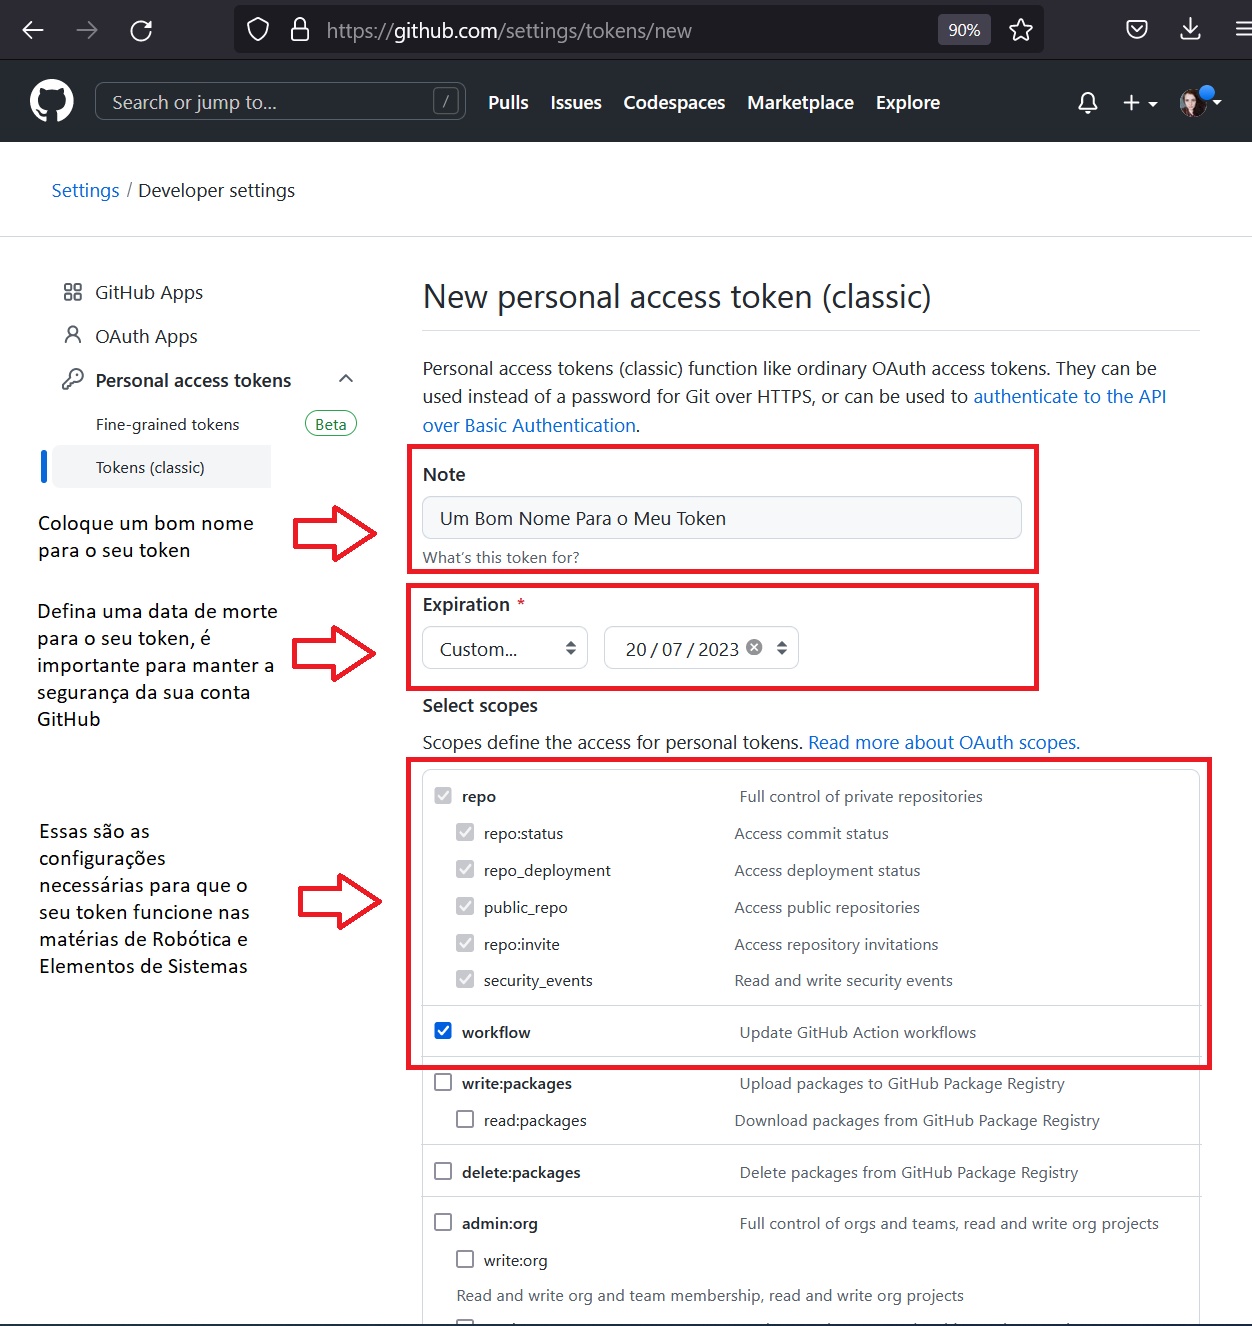 https://github.com/settings/tokens/new
90%
Search or jump to...
/
Pulls
Issues
Codespaces
Marketplace
Explore
Settings / Developer settings
GitHub Apps
OAuth Apps
Personal access tokens
Fine-grained tokens
Beta
Tokens (classic)
Coloque um bom nome
para o seu token
Defina uma data de morte
para o seu token, é
importante para manter a
segurança da sua conta
GitHub
Essas são as
configurações
necessárias para que o
seu token funcione nas
matérias de Robótica e
Elementos de Sistemas
New personal access token (classic)
Personal access tokens (classic) function like ordinary OAuth access tokens. They can be
used instead of a password for Git over HTTPS, or can be used to authenticate to the API
over Basic Authentication.
Note
Um Bom Nome Para o Meu Token
What's this token for?
Expiration *
Custom...
20 / 07 / 2023
Select scopes
Scopes define the access for personal tokens. Read more about OAuth scopes.
repo Full control of private repositories
repo:status Access commit status
repo_deployment Access deployment status
public_repo Access public repositories
repo:invite Access repository invitations
security_events Read and write security events
workflow Update GitHub Action workflows
write:packages Upload packages to GitHub Package Registry
read:packages Download packages from GitHub Package Registry
delete:packages Delete packages from GitHub Package Registry
admin:org Full control of orgs and teams, read and write org projects
write:org
Read and write org and team membership, read and write org projects